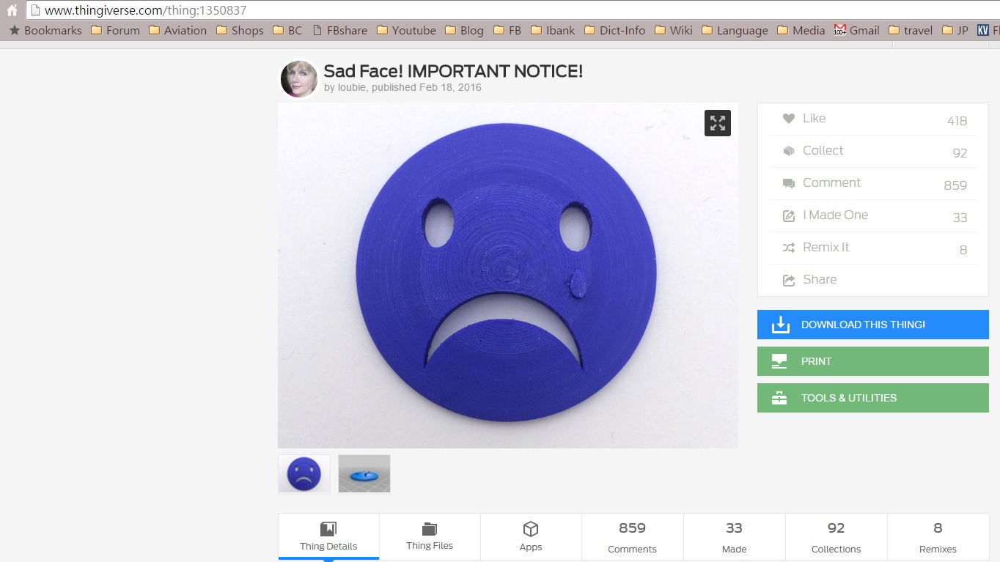 www.thingiverse.com/thing:1350837
Bookmarks Forum Aviation Shops BC FBshare Youtube Blog FB Ibank Dict-Info Wiki Language Media 100+ Gmail travel JP KV
Sad Face! IMPORTANT NOTICE!
by loubie, published Feb 18, 2016
Like 418
Collect 92
Comment 859
I Made One 33
Remix It 8
Share
DOWNLOAD THIS THING!
PRINT
TOOLS & UTILITIES
859 33 92 8
Thing Details Thing Files Apps Comments Made Collections Remixes